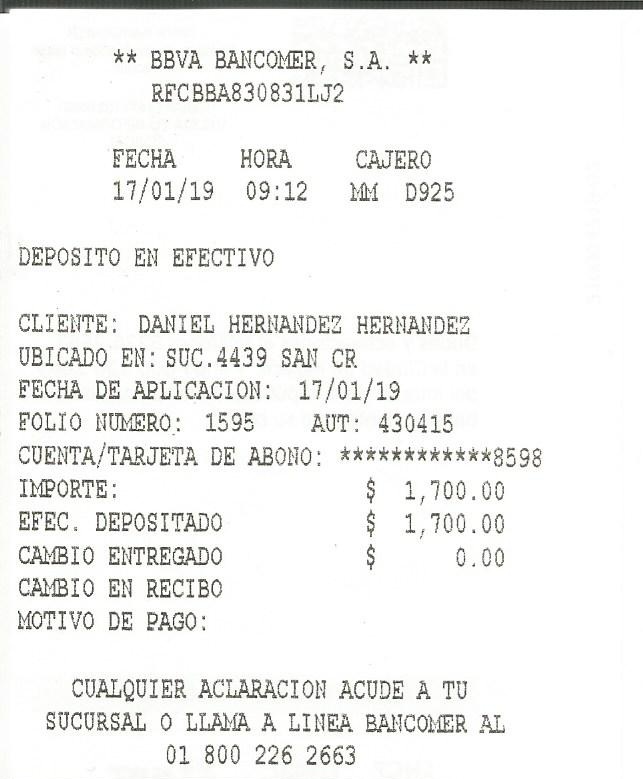 ** BBVA BANCOMER, S.A. **
RFCBBA830831LJ2
FECHA HORA CAJERO
17/01/19 09:12 MM D925
DEPOSITO EN EFECTIVO
CLIENTE: DANIEL HERNANDEZ HERNANDEZ
UBICADO EN: SUC.4439 SAN CR
FECHA DE APLICACION: 17/01/19
FOLIO NUMERO: 1595 AUT: 430415
CUENTA/TARJETA DE ABONO: ************8598
IMPORTE: $ 1,700.00
EFEC. DEPOSITADO $ 1,700.00
CAMBIO ENTREGADO $ 0.00
CAMBIO EN RECIBO
MOTIVO DE PAGO:
CUALQUIER ACLARACION ACUDE A TU
SUCURSAL O LLAMA A LINEA BANCOMER AL
01 800 226 2663